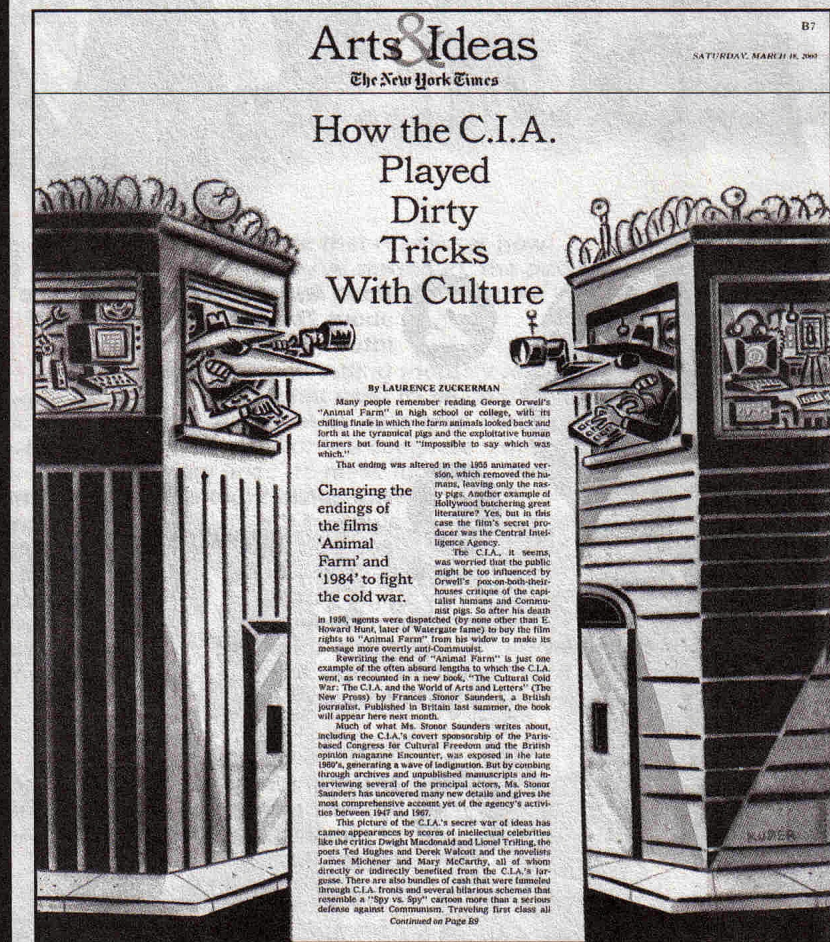 B7
Arts & Ideas
SATURDAY, MARCH 18, 2000
The New York Times
How the C.I.A.
Played
Dirty
Tricks
With Culture
By LAURENCE ZUCKERMAN
Many people remember reading George Orwell's
"Animal Farm" in high school or college, with its
chilling finale in which the farm animals looked back and
forth at the tyrannical pigs and the exploitative human
farmers but found it "impossible to say which was
which."
That ending was altered in the 1955 animated ver-
sion, which removed the hu-
mans, leaving only the nas-
ty pigs. Another example of
Hollywood butchering great
literature? Yes, but in this
case the film's secret pro-
ducer was the Central Intel-
ligence Agency.
The C.I.A., it seems,
was worried that the public
might be too influenced by
Orwell's pox-on-both-their-
houses critique of the capi-
talist humans and Commu-
nist pigs. So after his death
Changing the
endings of
the films
'Animal
Farm' and
'1984' to fight
the cold war.
in 1950, agents were dispatched (by none other than E.
Howard Hunt, later of Watergate fame) to buy the film
rights to "Animal Farm" from his widow to make its
message more overtly anti-Communist.
Rewriting the end of "Animal Farm" is just one
example of the often absurd lengths to which the C.I.A.
went, as recounted in a new book, "The Cultural Cold
War: The C.I.A. and the World of Arts and Letters" (The
New Press) by Frances Stonor Saunders, a British
journalist. Published in Britain last summer, the book
will appear here next month.
Much of what Ms. Stonor Saunders writes about,
including the C.I.A.'s covert sponsorship of the Paris-
based Congress for Cultural Freedom and the British
opinion magazine Encounter, was exposed in the late
1960's, generating a wave of indignation. But by combing
through archives and unpublished manuscripts and in-
terviewing several of the principal actors, Ms. Stonor
Saunders has uncovered many new details and gives the
most comprehensive account yet of the agency's activi-
ties between 1947 and 1967.
This picture of the C.I.A.'s secret war of ideas has
cameo appearances by scores of intellectual celebrities
like the critics Dwight Macdonald and Lionel Trilling, the
poets Ted Hughes and Derek Walcott and the novelists
James Michener and Mary McCarthy, all of whom
directly or indirectly benefited from the C.I.A.'s lar-
gesse. There are also bundles of cash that were funneled
through C.I.A. fronts and several hilarious schemes that
resemble a "Spy vs. Spy" cartoon more than a serious
defense against Communism. Traveling first class all
Continued on Page B9
KUPER